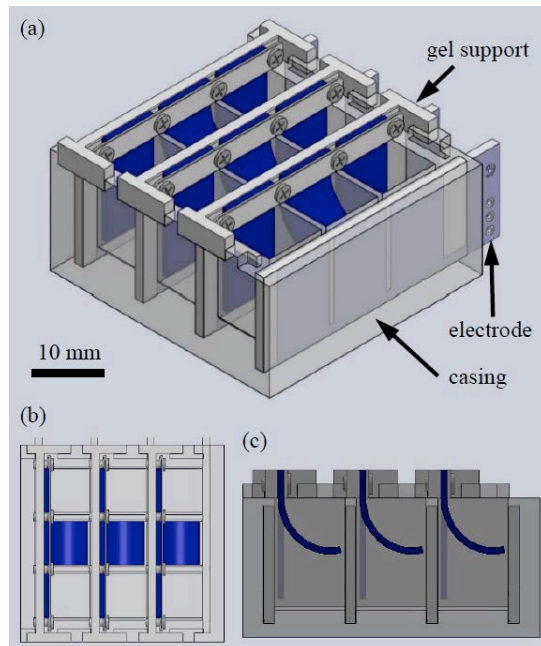 (a)
gel support
electrode
casing
10 mm
(b)
(c)